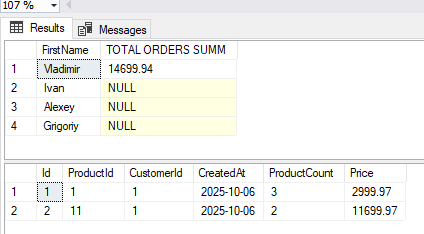 107 %
Results Messages
FirstName TOTAL ORDERS SUMM
1 Vladimir 14699.94
2 Ivan NULL
3 Alexey NULL
4 Grigoriy NULL
Id ProductId CustomerId CreatedAt ProductCount Price
1 1 1 1 2025-10-06 3 2999.97
2 2 11 1 2025-10-06 2 11699.97